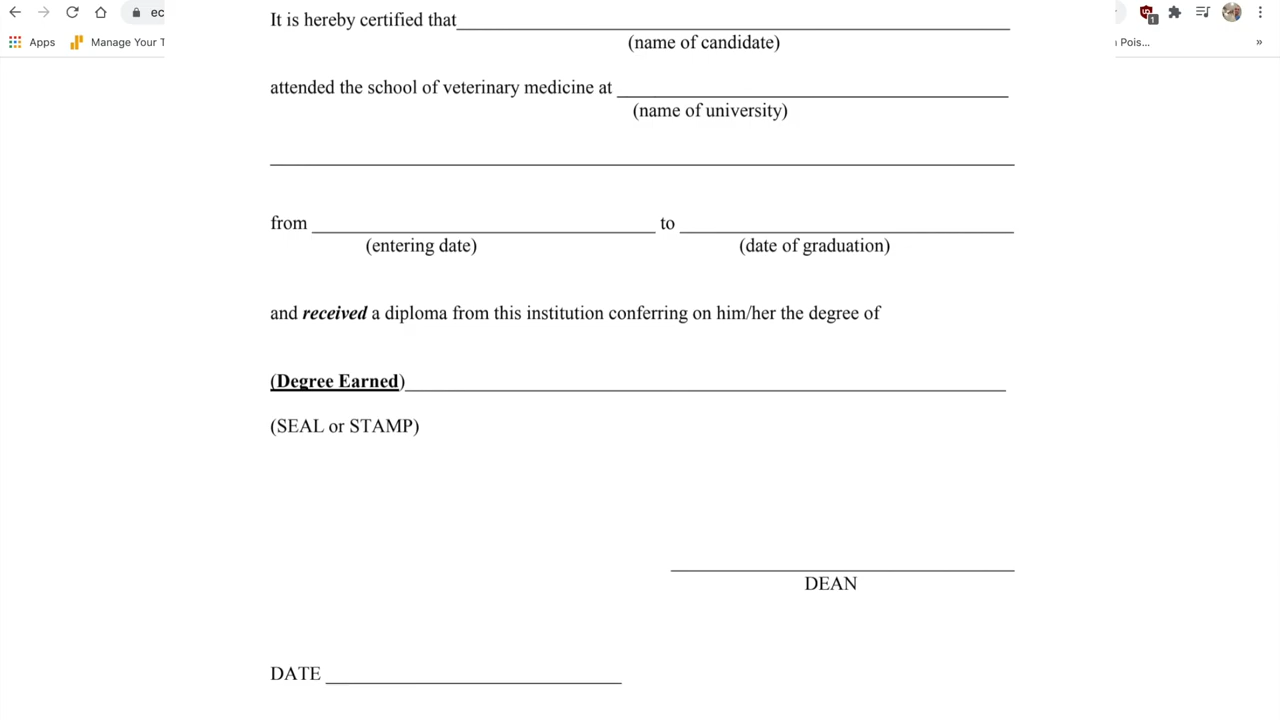 ec
Apps Manage Your T
Pois... »
It is hereby certified that
(name of candidate)
attended the school of veterinary medicine at
(name of university)
from to
(entering date) (date of graduation)
and received a diploma from this institution conferring on him/her the degree of
(Degree Earned)
(SEAL or STAMP)
DEAN
DATE